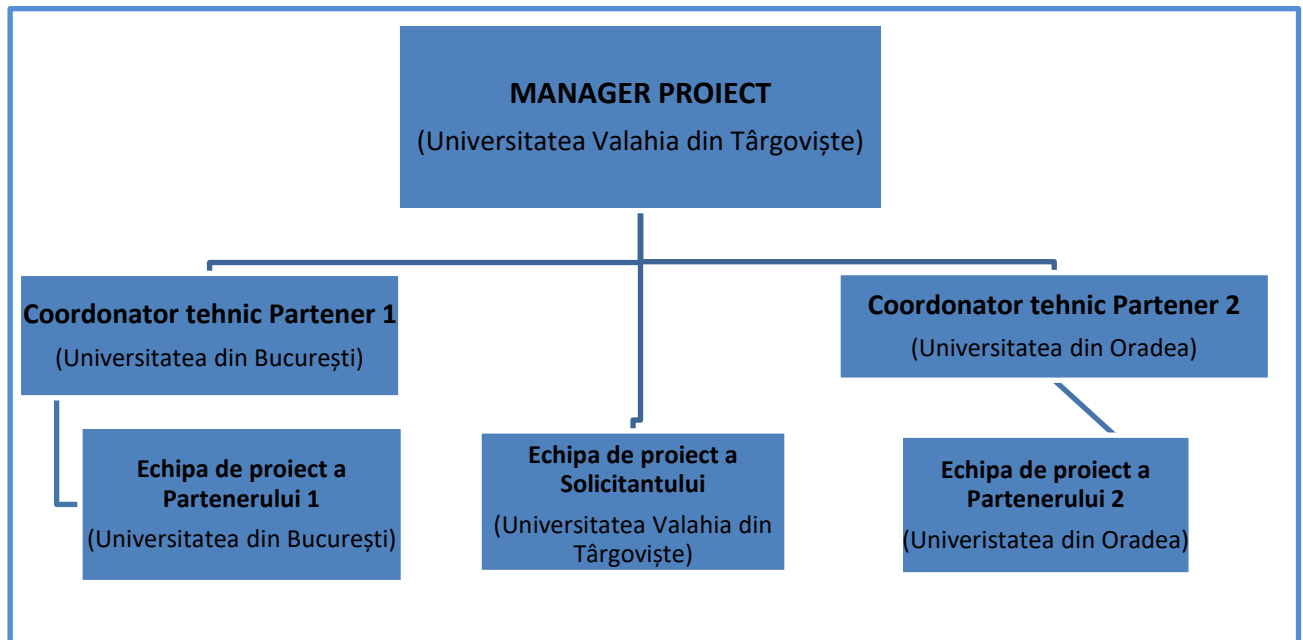 MANAGER PROIECT
(Universitatea Valahia din Târgoviște)
Coordonator tehnic Partener 1
(Universitatea din București)
Coordonator tehnic Partener 2
(Universitatea din Oradea)
Echipa de proiect a
Partenerului 1
(Universitatea din București)
Echipa de proiect a
Solicitantului
(Universitatea Valahia din
Târgoviște)
Echipa de proiect a
Partenerului 2
(Univeristatea din Oradea)